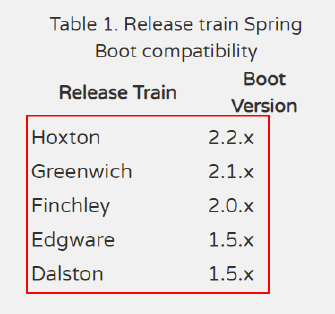 Table 1. Release train Spring
Boot compatibility
Release Train Boot
Version
Hoxton 2.2.x
Greenwich 2.1.x
Finchley 2.0.x
Edgware 1.5.x
Dalston 1.5.x